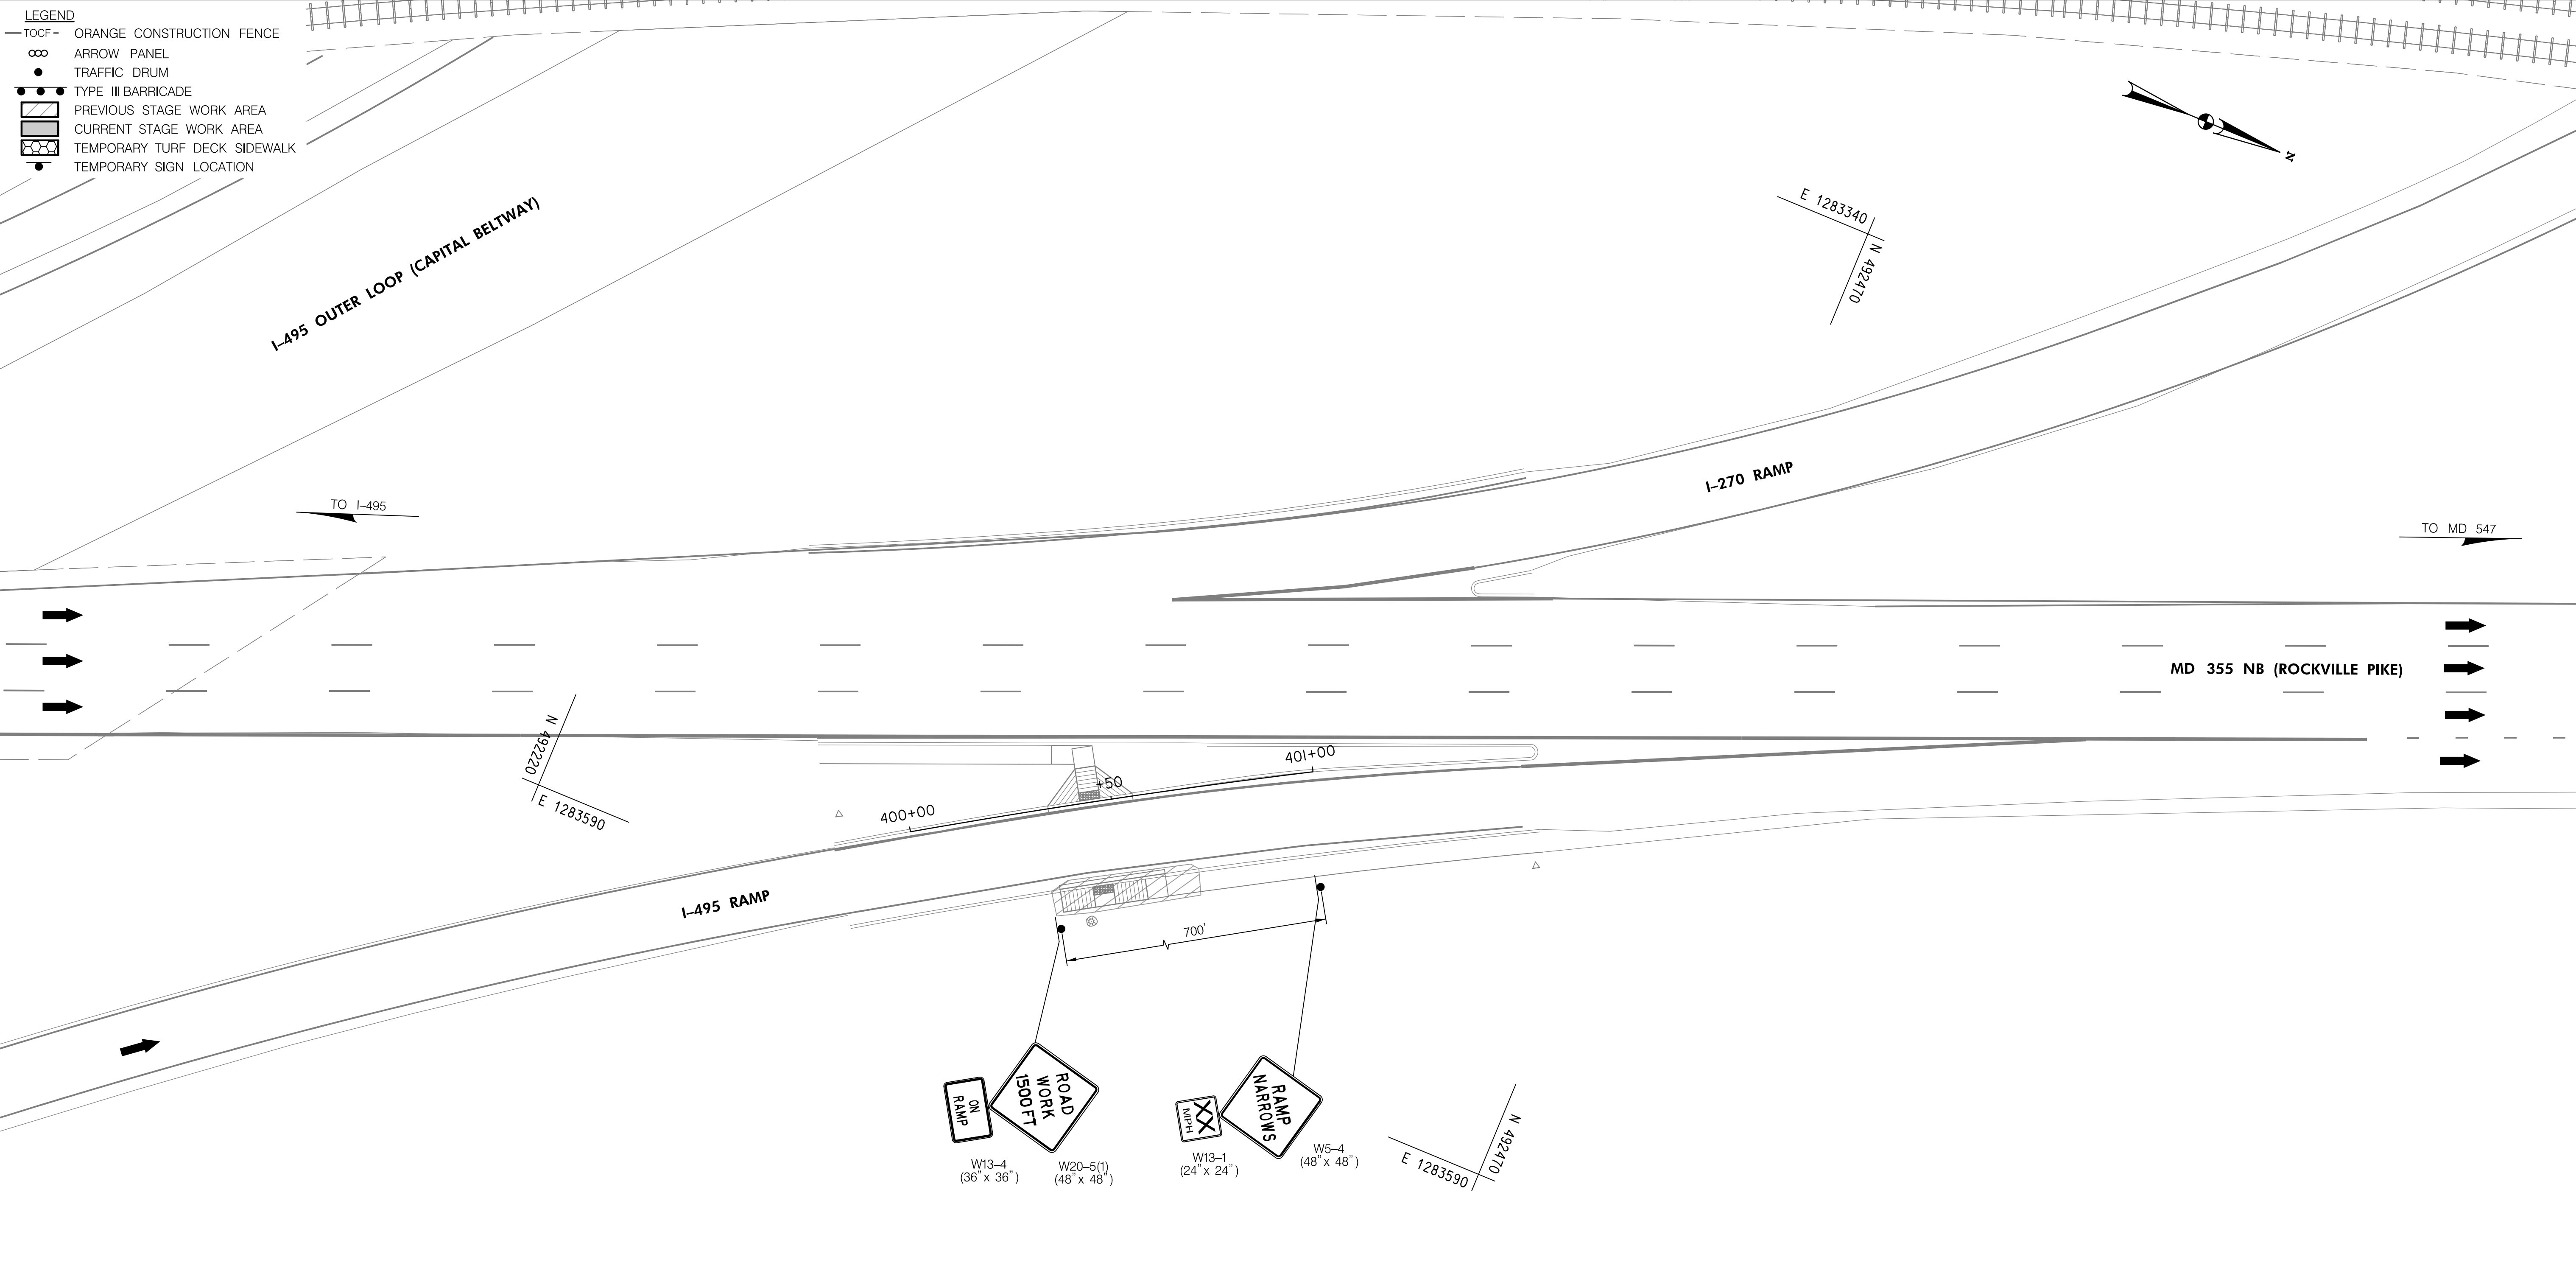 LEGEND
TOCF
ORANGE CONSTRUCTION FENCE
ARROW PANEL
TRAFFIC DRUM
TYPE III BARRICADE
PREVIOUS STAGE WORK AREA
CURRENT STAGE WORK AREA
TEMPORARY TURF DECK SIDEWALK
TEMPORARY SIGN LOCATION
N
E 1283340
N 492470
I-495 OUTER LOOP (CAPITAL BELTWAY)
I-270 RAMP
TO I-495
TO MD 547
MD 355 NB (ROCKVILLE PIKE)
N 492220
E 1283590
400+00
+50
401+00
I-495 RAMP
700'
ON
RAMP
ROAD
WORK
1500 FT
XX
MPH
RAMP
NARROWS
W13-4
(36" x 36")
W20-5(1)
(48" x 48")
W13-1
(24" x 24")
W5-4
(48" x 48")
N 492470
E 1283590